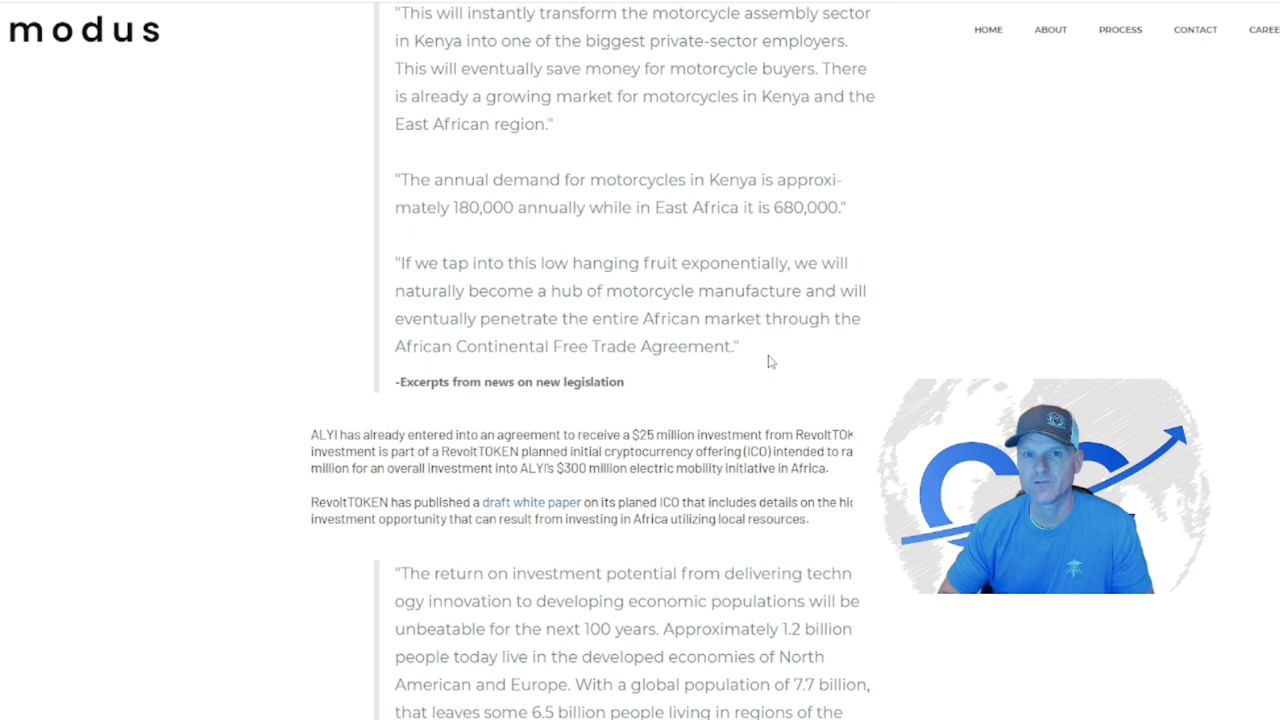 modus
HOME
ABOUT
PROCESS
CONTACT
CAREE
"This will instantly transform the motorcycle assembly sector
in Kenya into one of the biggest private-sector employers.
This will eventually save money for motorcycle buyers. There
is already a growing market for motorcycles in Kenya and the
East African region."
"The annual demand for motorcycles in Kenya is approxi-
mately 180,000 annually while in East Africa it is 680,000."
"If we tap into this low hanging fruit exponentially, we will
naturally become a hub of motorcycle manufacture and will
eventually penetrate the entire African market through the
African Continental Free Trade Agreement."
-Excerpts from news on new legislation
ALYI has already entered into an agreement to receive a $25 million investment from RevoltTOK
investment is part of a RevoltTOKEN planned initial cryptocurrency offering (ICO) intended to ra
million for an overall investment into ALYI's $300 million electric mobility initiative in Africa.
RevoltTOKEN has published a draft white paper on its planed ICO that includes details on the hig
investment opportunity that can result from investing in Africa utilizing local resources.
"The return on investment potential from delivering techn
ogy innovation to developing economic populations will be
unbeatable for the next 100 years. Approximately 1.2 billion
people today live in the developed economies of North
American and Europe. With a global population of 7.7 billion,
that leaves some 6.5 billion people living in regions of the